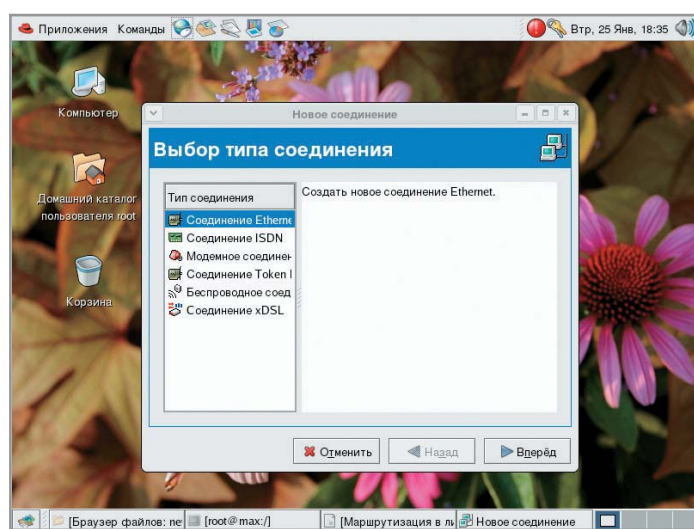 Приложения Команды
Втр, 25 Янв, 18:35
Компьютер
Домашний каталог
пользователя root
Корзина
Новое соединение
Выбор типа соединения
Тип соединения
Соединение Etherne
Соединение ISDN
Модемное соединен
Соединение Token
Беспроводное соед
Соединение xDSL
Создать новое соединение Ethernet.
Отменить
Назад
Вперёд
[Браузер файлов: ne
[root@max:/]
[Маршрутизация в ль
Новое соединение